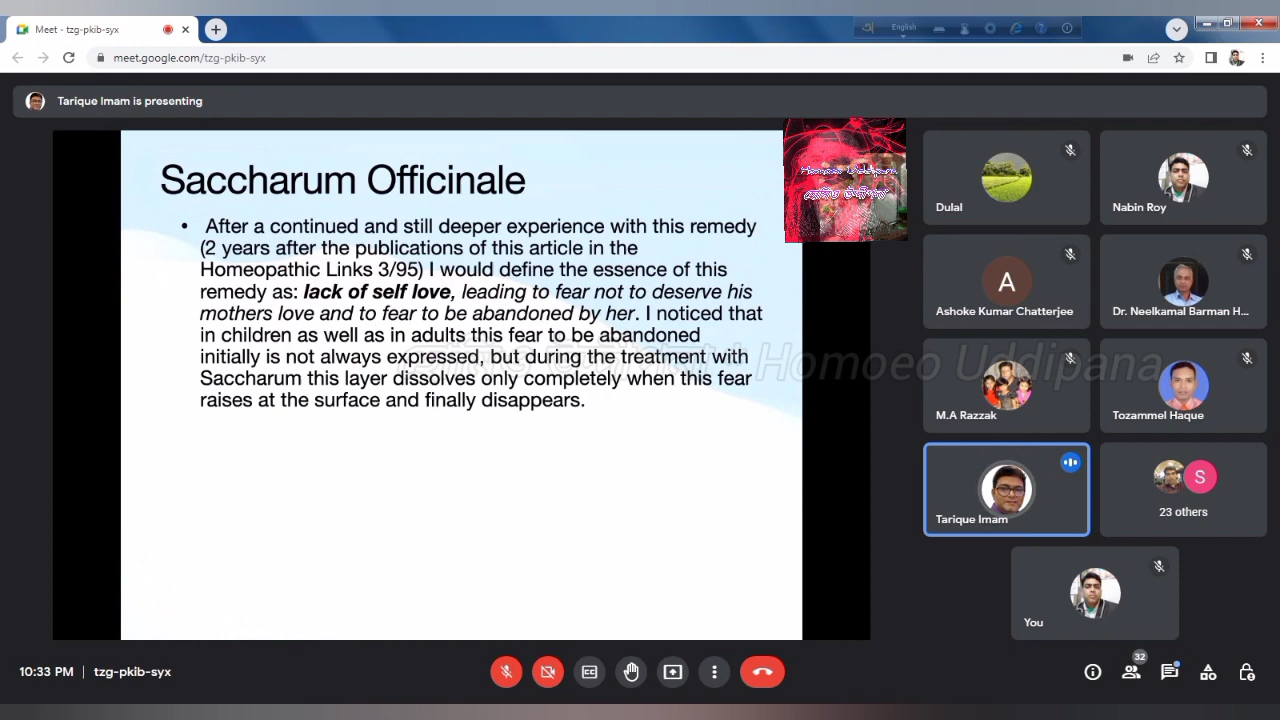 Meet - tzg-pkib-syx
English
meet.google.com/tzg-pkib-syx
Tarique Imam is presenting
Saccharum Officinale
• After a continued and still deeper experience with this remedy
(2 years after the publications of this article in the
Homeopathic Links 3/95) I would define the essence of this
remedy as: lack of self love, leading to fear not to deserve his
mothers love and to fear to be abandoned by her. I noticed that
in children as well as in adults this fear to be abandoned
initially is not always expressed, but during the treatment with
Saccharum this layer dissolves only completely when this fear
raises at the surface and finally disappears.
Homoeo Uddipana
Homoeo Uddipana
Dulal
Nabin Roy
A
Ashoke Kumar Chatterjee
Dr. Neelkamal Barman H...
M.A Razzak
Tozammel Haque
Tarique Imam
S
23 others
You
10:33 PM | tzg-pkib-syx
32